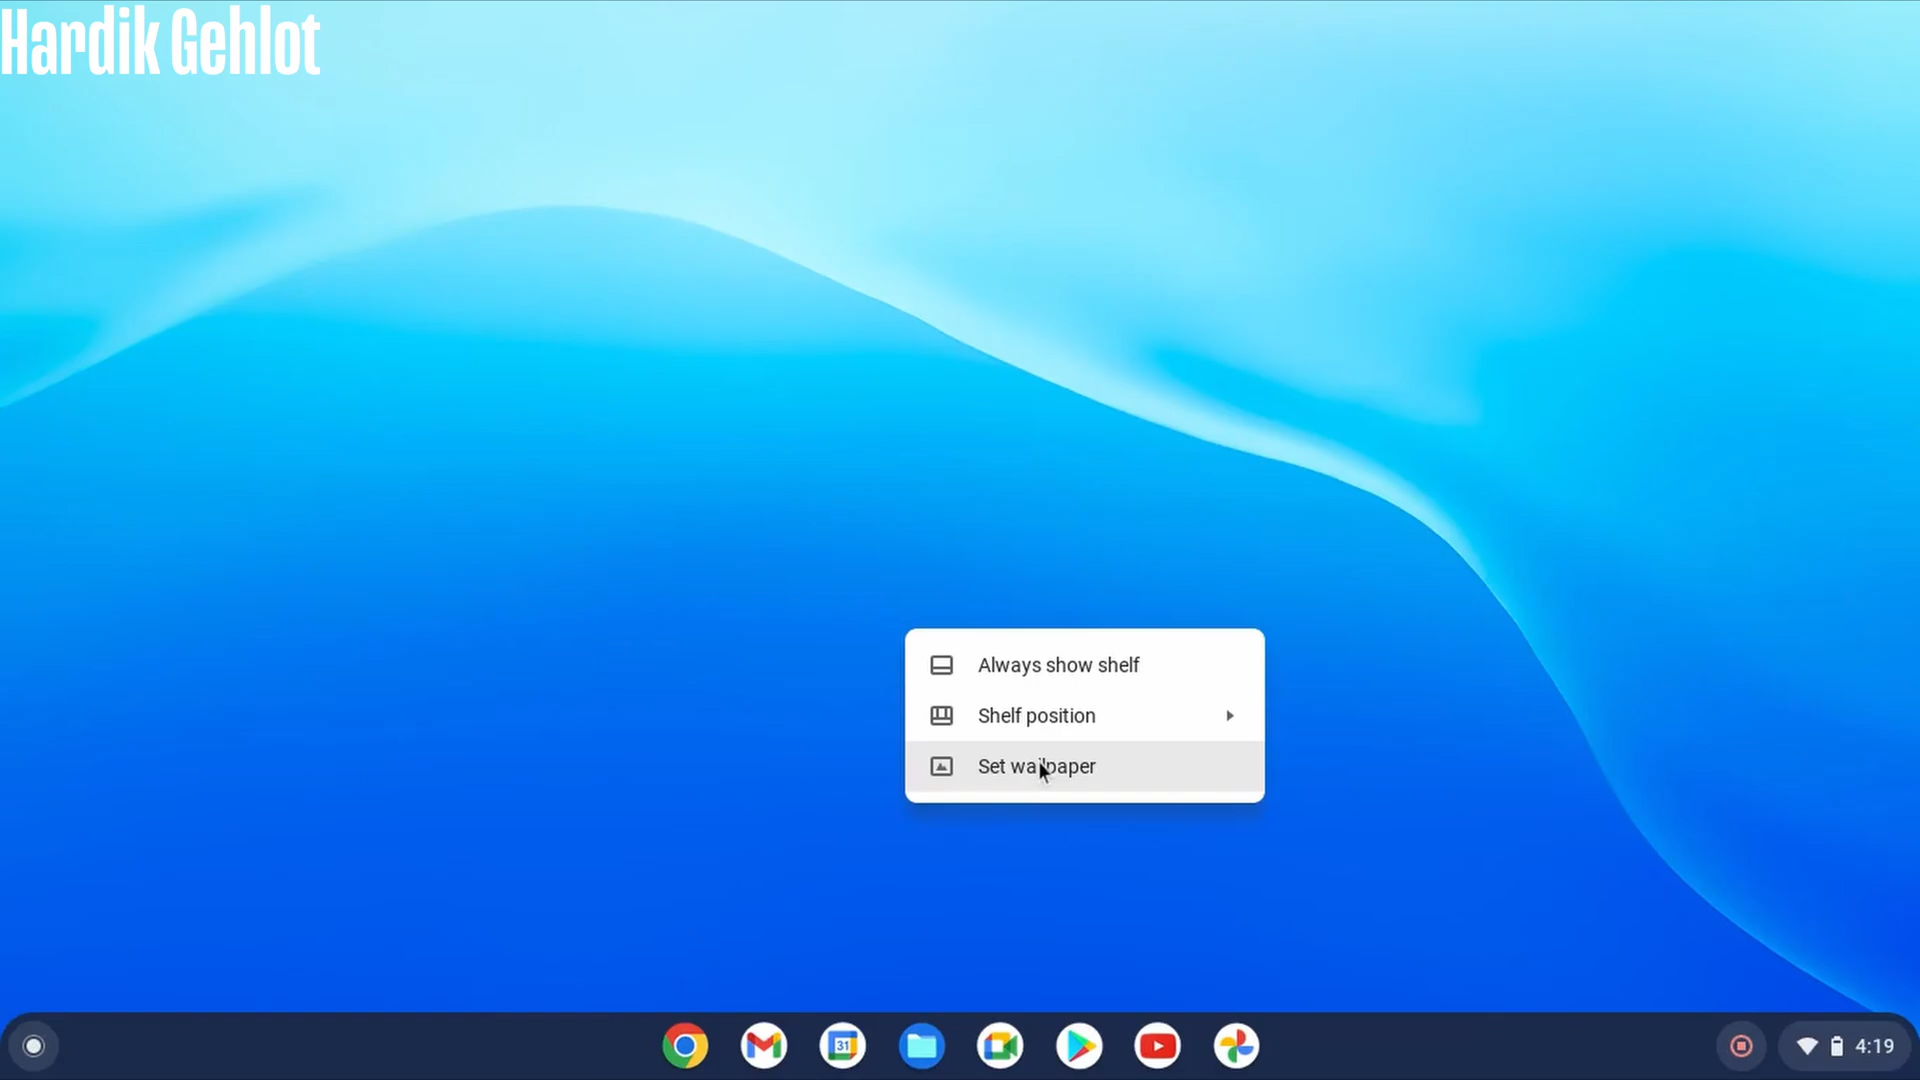 Hardik Gehlot
Always show shelf
Shelf position
Set wallpaper
31
4:19